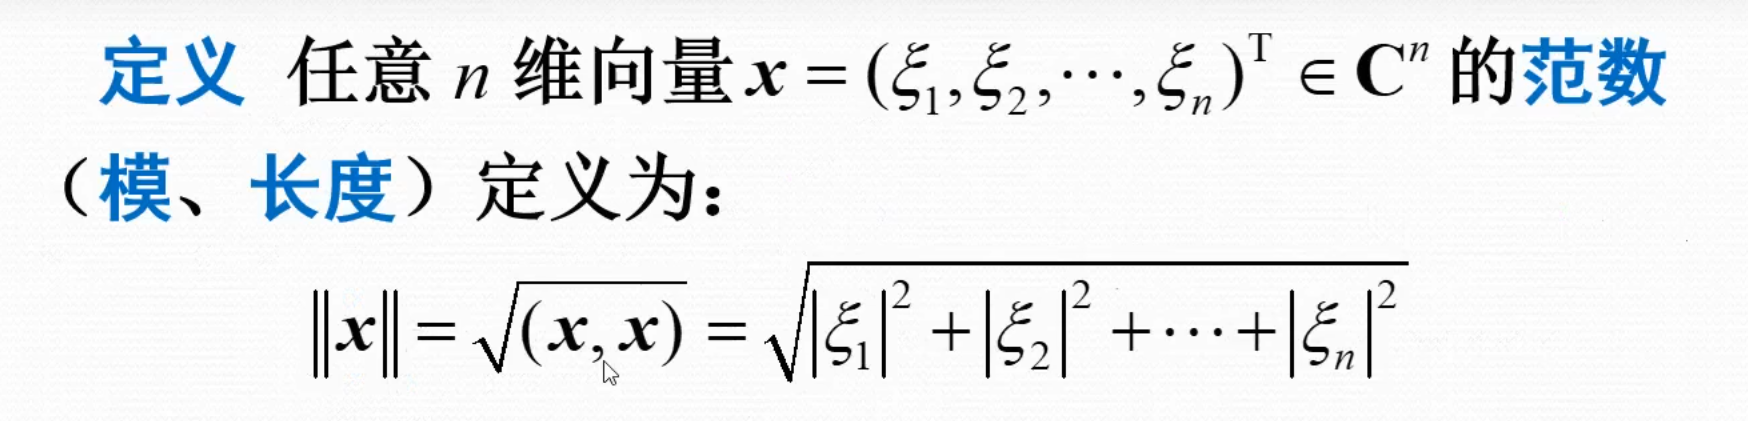 定义 任意 n 维向量 x = (ξ₁, ξ₂, ⋯, ξₙ)ᵀ ∈ Cⁿ 的范数
（模、长度）定义为：
‖x‖ = √(x, x) = √|ξ₁|² + |ξ₂|² + ⋯ + |ξₙ|²